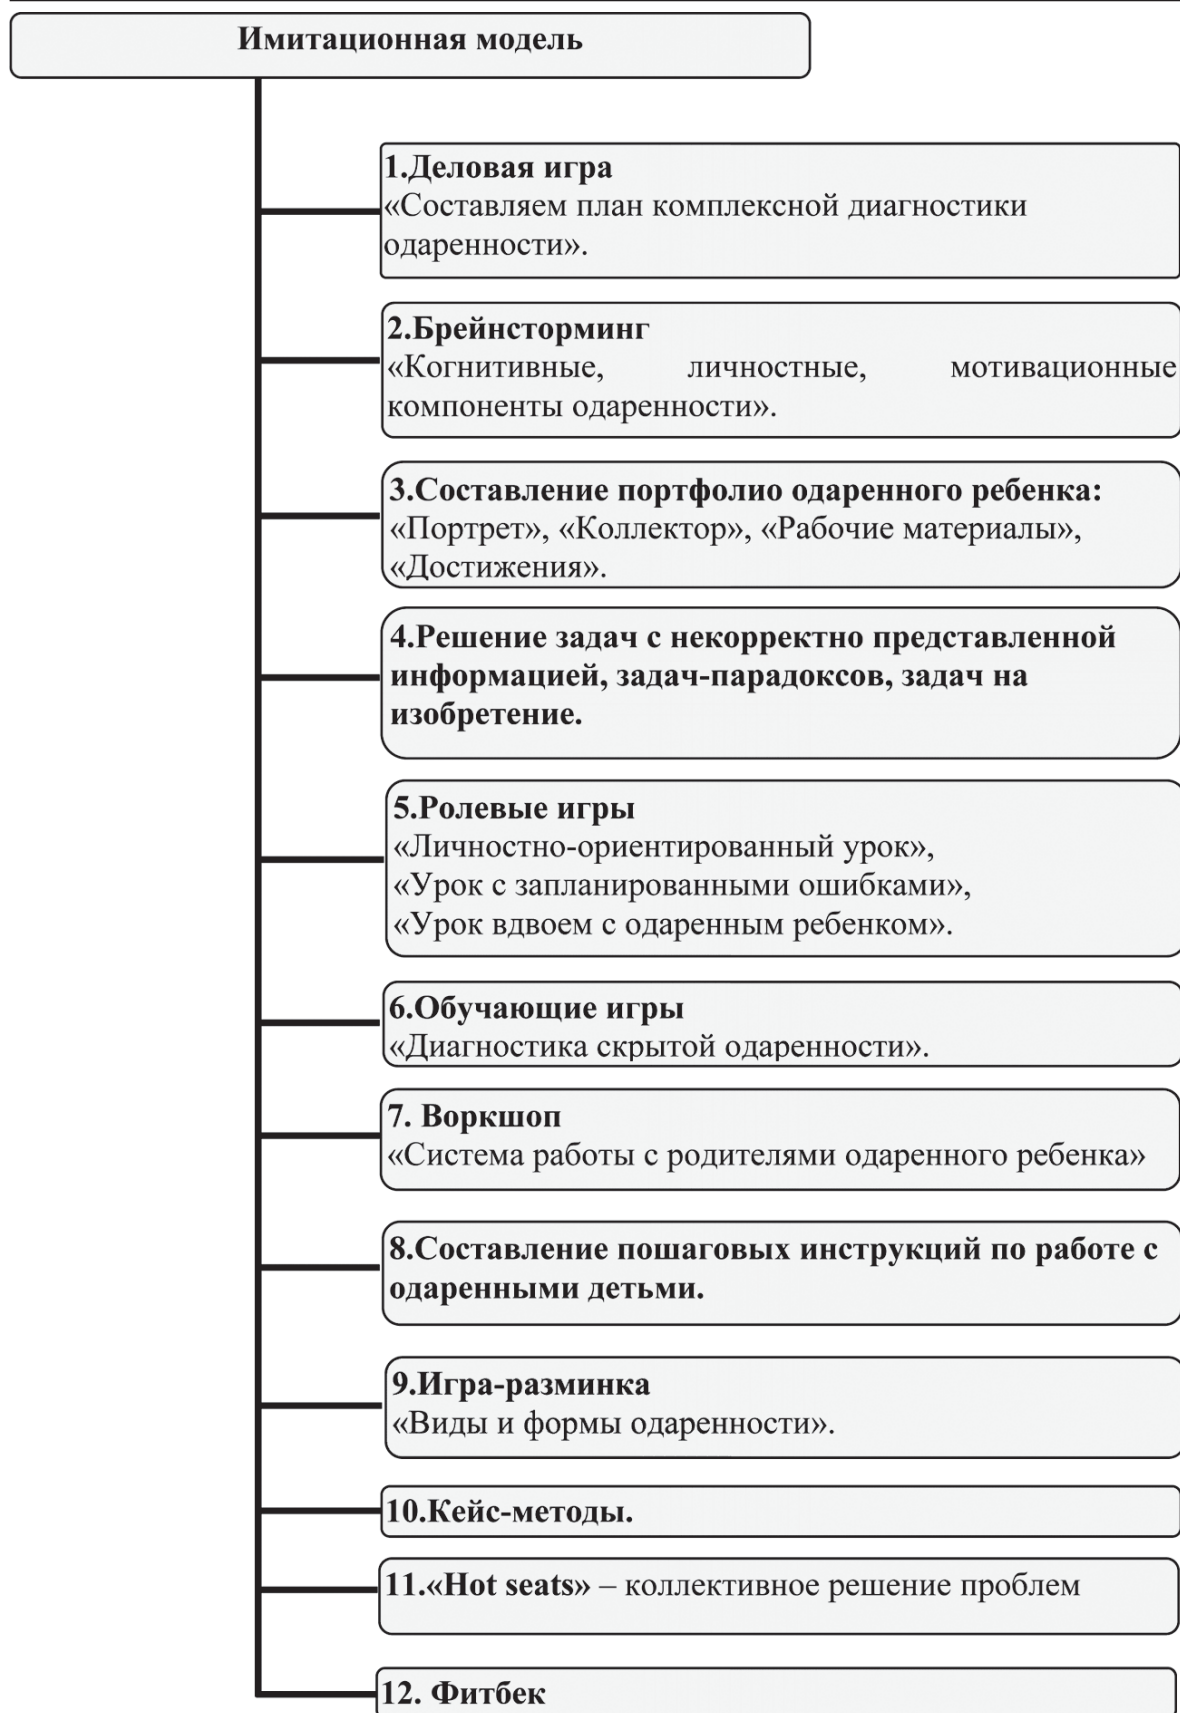 Имитационная модель
1.Деловая игра
«Составляем план комплексной диагностики
одаренности».
2.Брейнсторминг
«Когнитивные, личностные, мотивационные
компоненты одаренности».
3.Составление портфолио одаренного ребенка:
«Портрет», «Коллектор», «Рабочие материалы»,
«Достижения».
4.Решение задач с некорректно представленной
информацией, задач-парадоксов, задач на
изобретение.
5.Ролевые игры
«Личностно-ориентированный урок»,
«Урок с запланированными ошибками»,
«Урок вдвоем с одаренным ребенком».
6.Обучающие игры
«Диагностика скрытой одаренности».
7. Воркшоп
«Система работы с родителями одаренного ребенка»
8.Составление пошаговых инструкций по работе с
одаренными детьми.
9.Игра-разминка
«Виды и формы одаренности».
10.Кейс-методы.
11.«Hot seats» – коллективное решение проблем
12. Фитбек